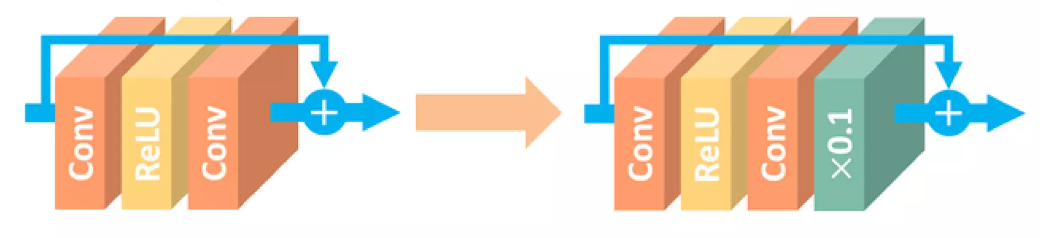 Conv
ReLU
Conv
+
Conv
ReLU
Conv
×0.1
+